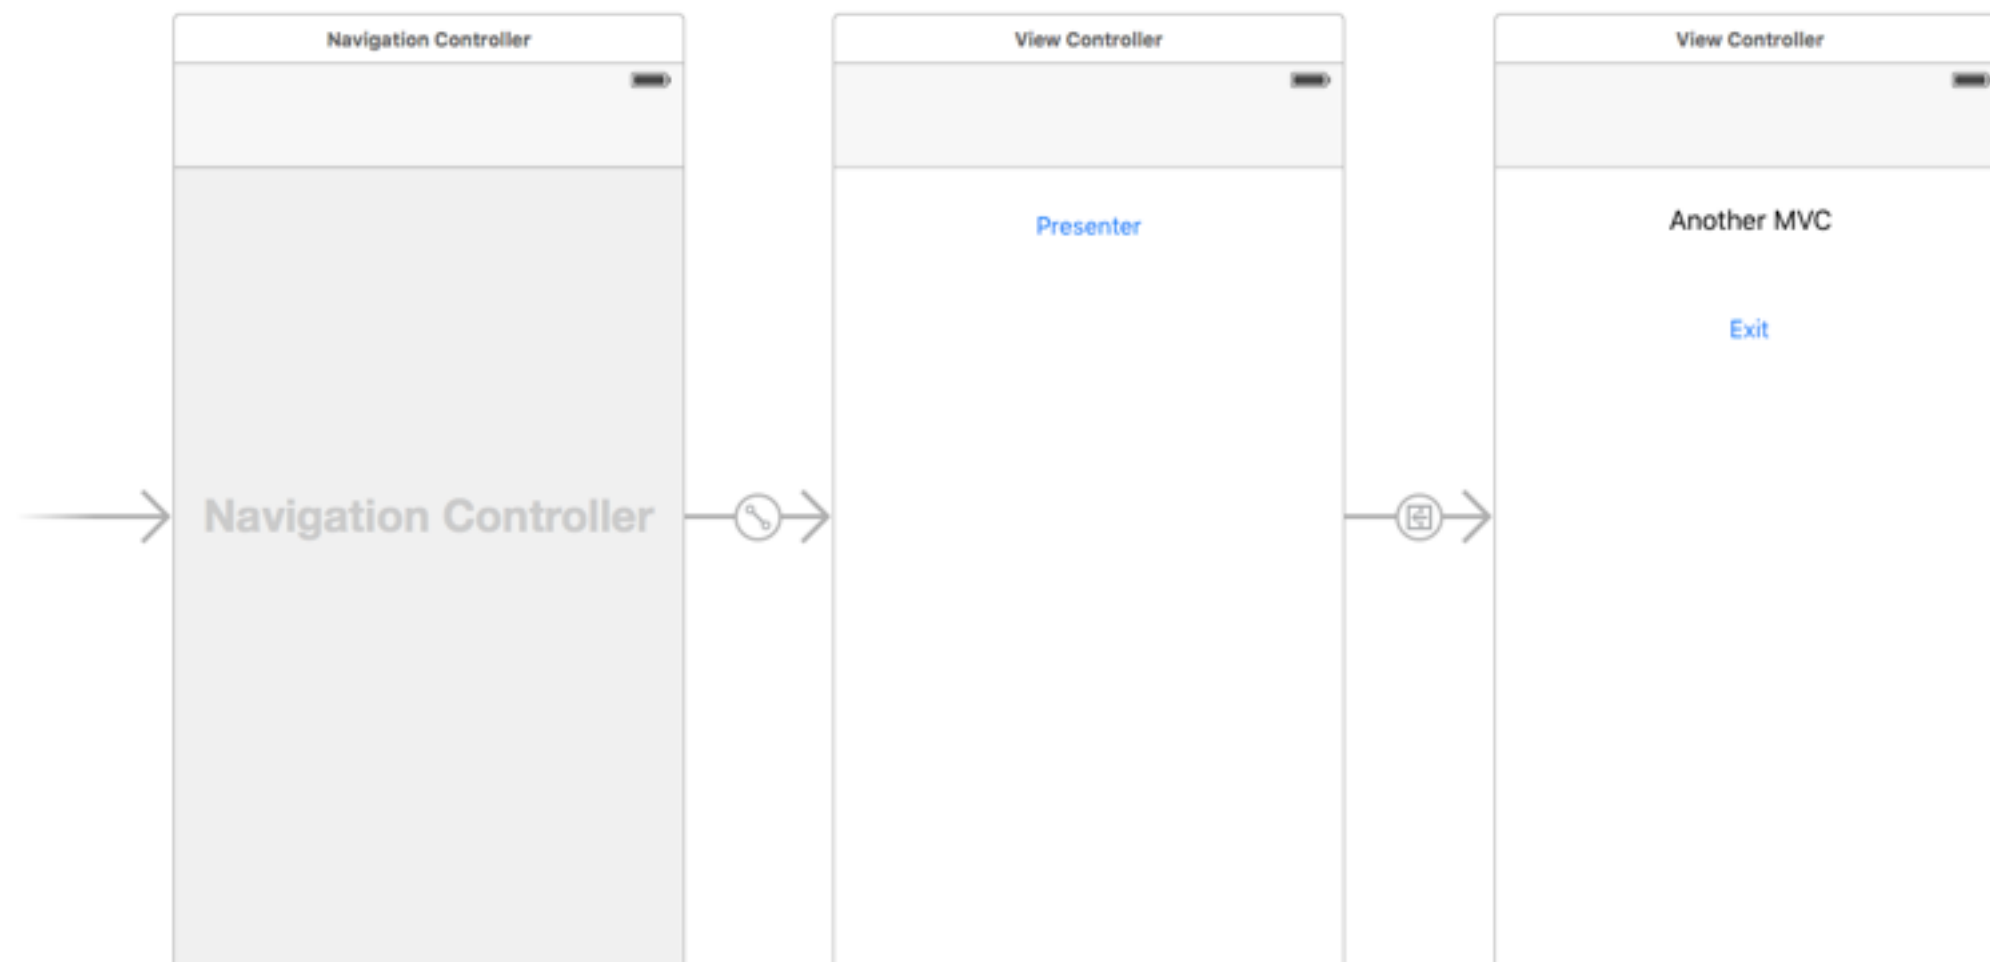 Navigation Controller
View Controller
View Controller
Presenter
Another MVC
Exit
Navigation Controller